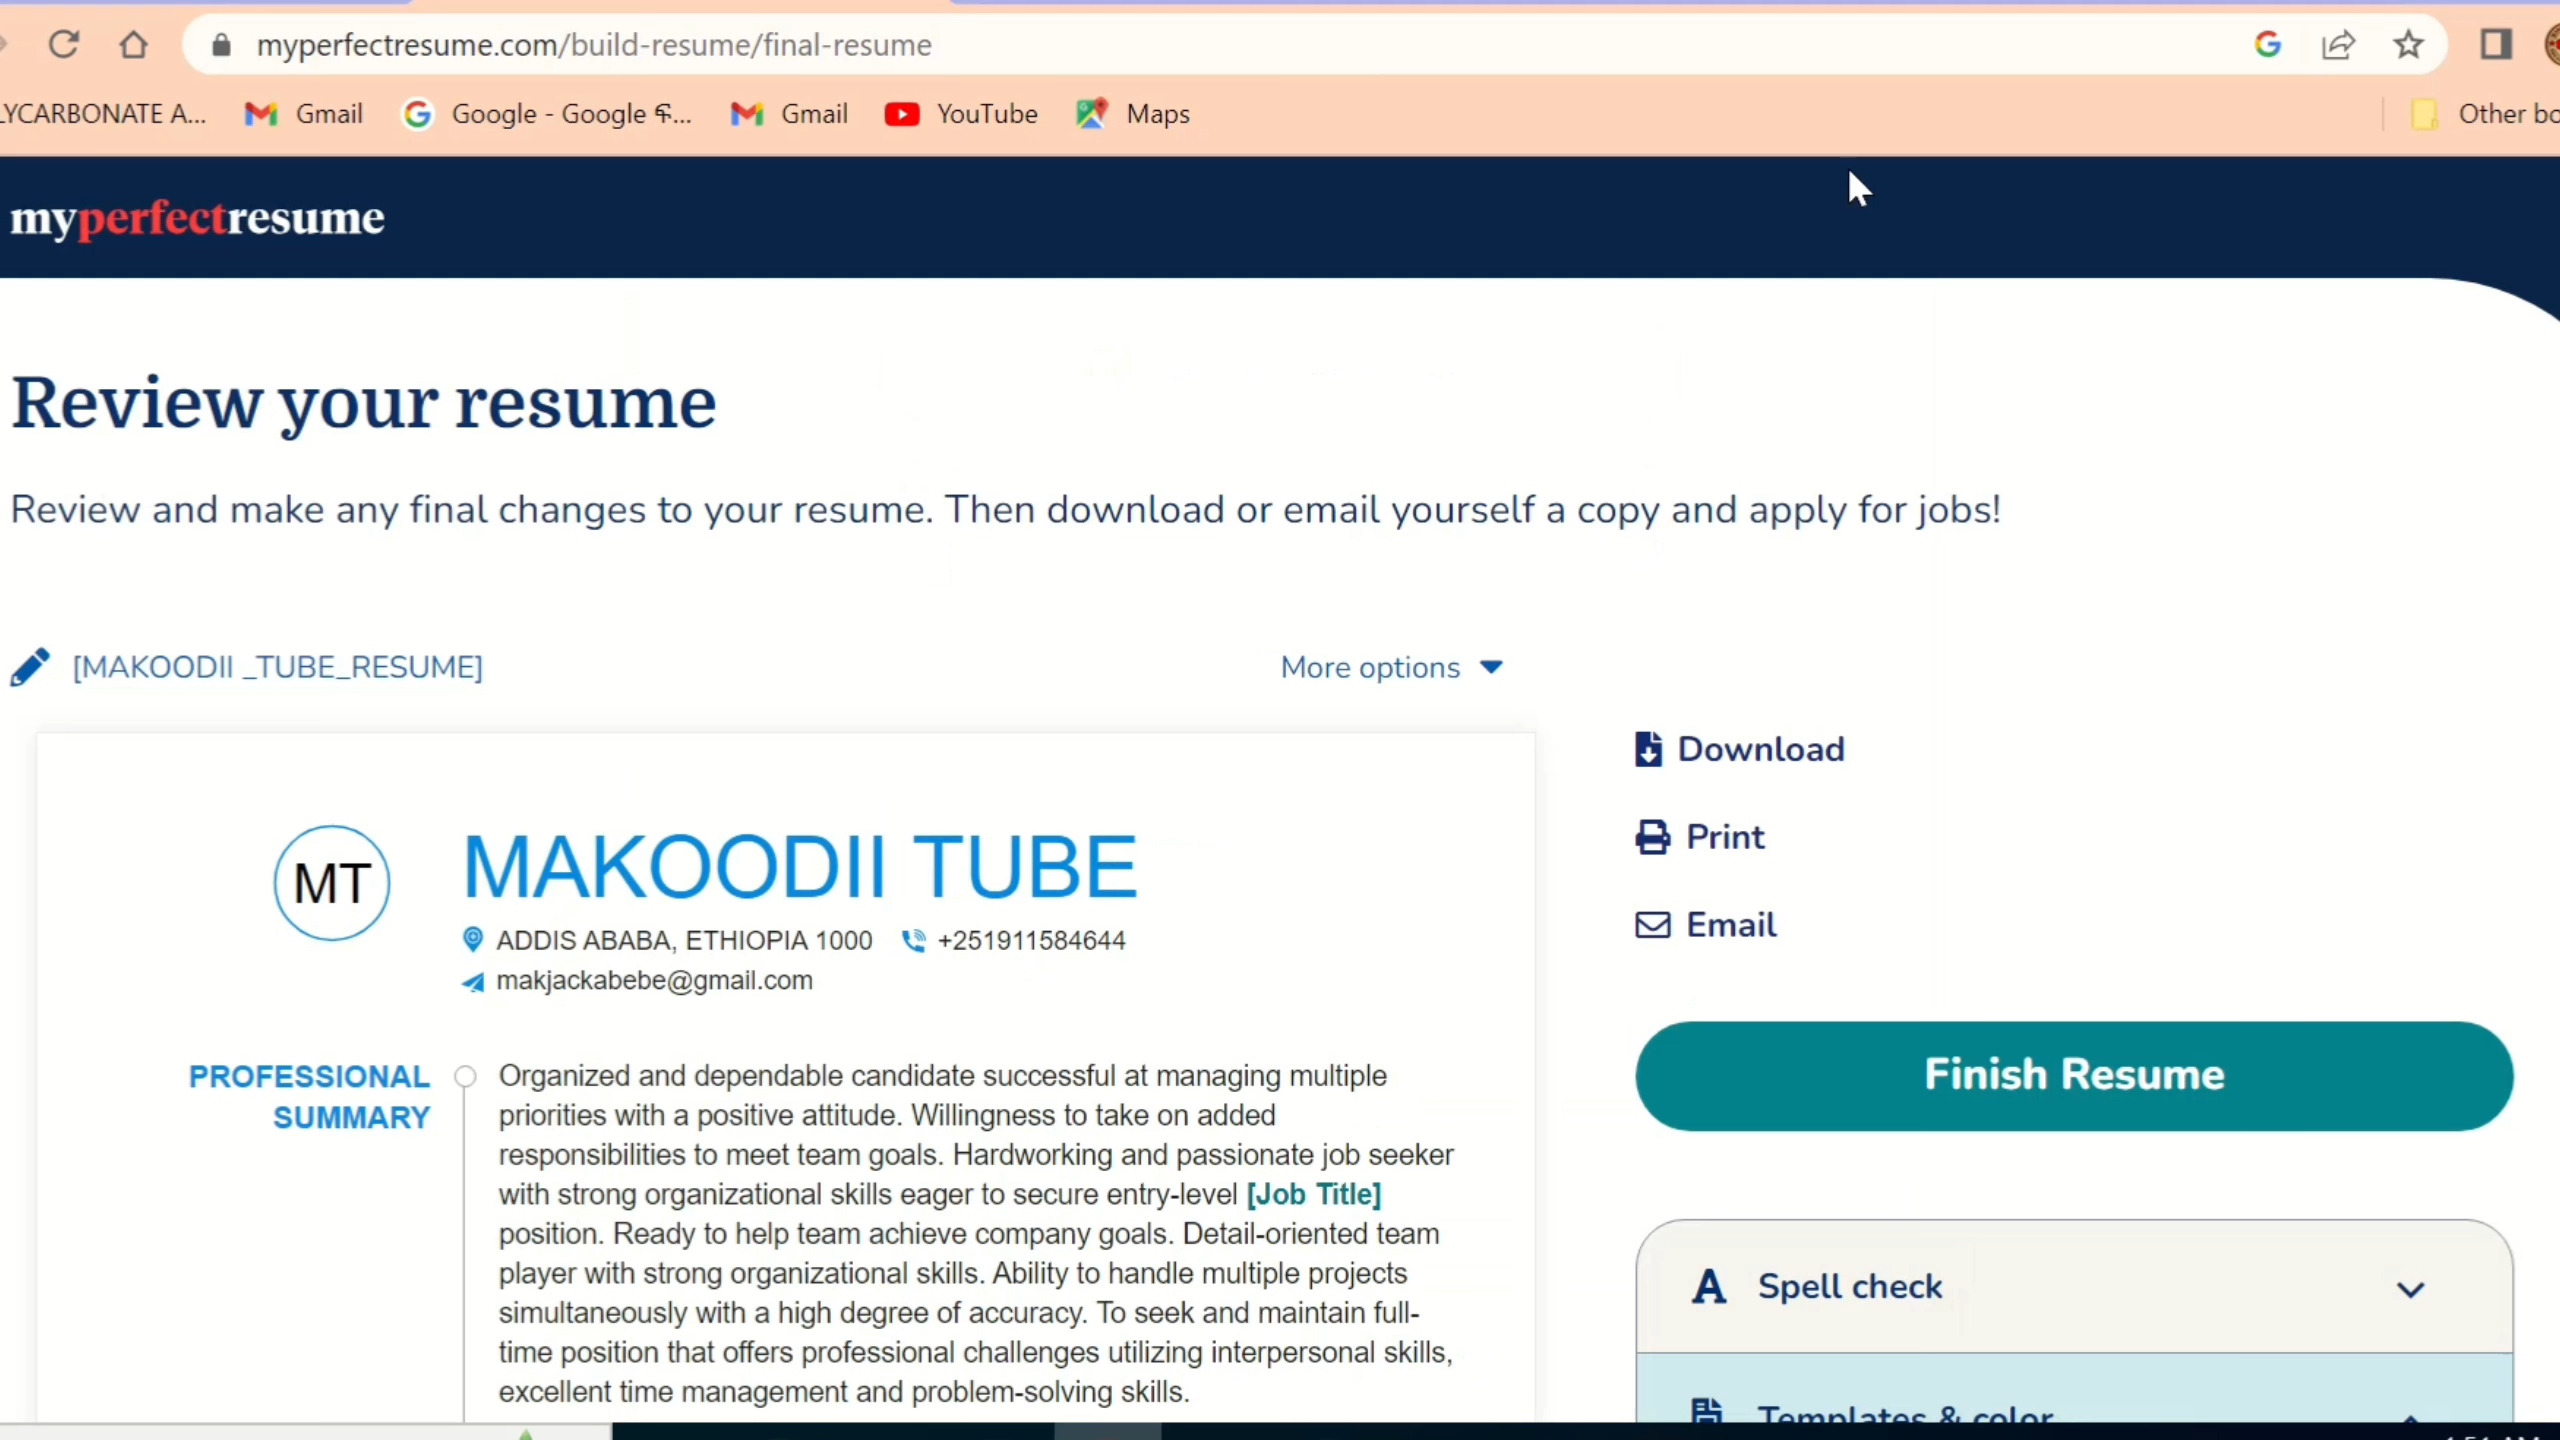 myperfectresume.com/build-resume/final-resume
LYCARBONATE A... Gmail Google - Google ፍ... Gmail YouTube Maps Other bo
myperfectresume
Review your resume
Review and make any final changes to your resume. Then download or email yourself a copy and apply for jobs!
[MAKOODII _TUBE_RESUME] More options
Download
Print
Email
Finish Resume
Spell check
Templates & color
MT
MAKOODII TUBE
ADDIS ABABA, ETHIOPIA 1000 +251911584644
makjackabebe@gmail.com
PROFESSIONAL
SUMMARY
Organized and dependable candidate successful at managing multiple
priorities with a positive attitude. Willingness to take on added
responsibilities to meet team goals. Hardworking and passionate job seeker
with strong organizational skills eager to secure entry-level [Job Title]
position. Ready to help team achieve company goals. Detail-oriented team
player with strong organizational skills. Ability to handle multiple projects
simultaneously with a high degree of accuracy. To seek and maintain full-
time position that offers professional challenges utilizing interpersonal skills,
excellent time management and problem-solving skills.